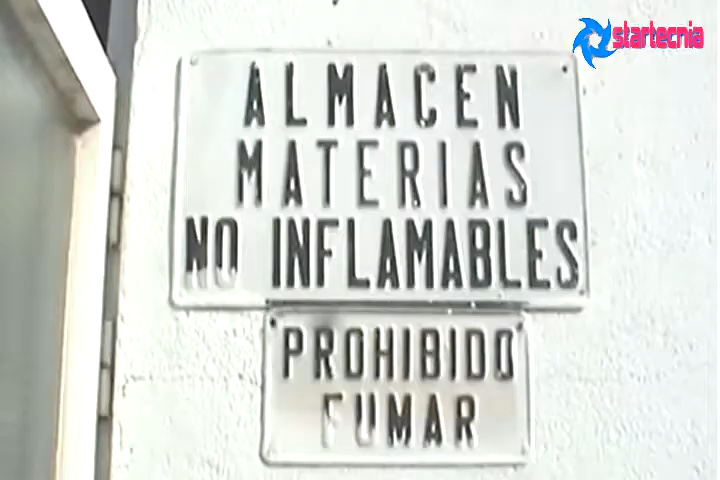 startecnia
ALMACEN
MATERIAS
NO INFLAMABLES
PROHIBIDO
FUMAR